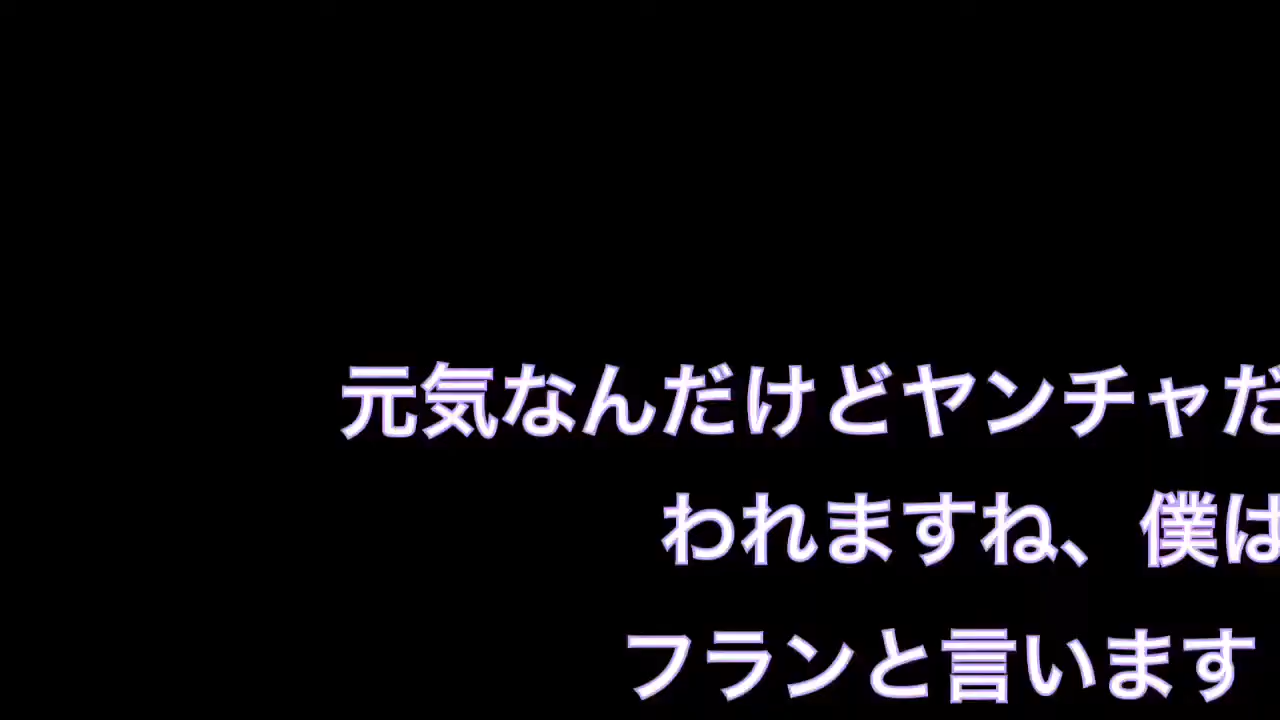 元気なんだけどヤンチャだ
われますね、僕は
フランと言います